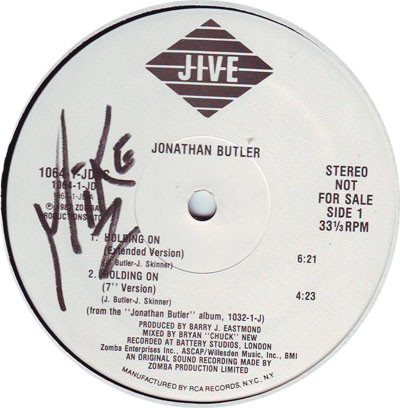 JIVE
JONATHAN BUTLER
MIKE
1064-1-JD
STEREO
NOT
FOR SALE
SIDE 1
33⅓RPM
1. HOLDING ON
(Extended Version) 6:21
Butler-J. Skinner)
2. HOLDING ON
(7" Version) 4:23
(J. Butler-J. Skinner)
(from the "Jonathan Butler" album, 1032-1-J)
PRODUCED BY BARRY J. EASTMOND
MIXED BY BRYAN "CHUCK" NEW
RECORDED AT BATTERY STUDIOS, LONDON
Zomba Enterprises Inc., ASCAP/Willesden Music, Inc., BMI
AN ORIGINAL SOUND RECORDING MADE BY
ZOMBA PRODUCTION LIMITED
MANUFACTURED BY RCA RECORDS, N.Y.C., N.Y.